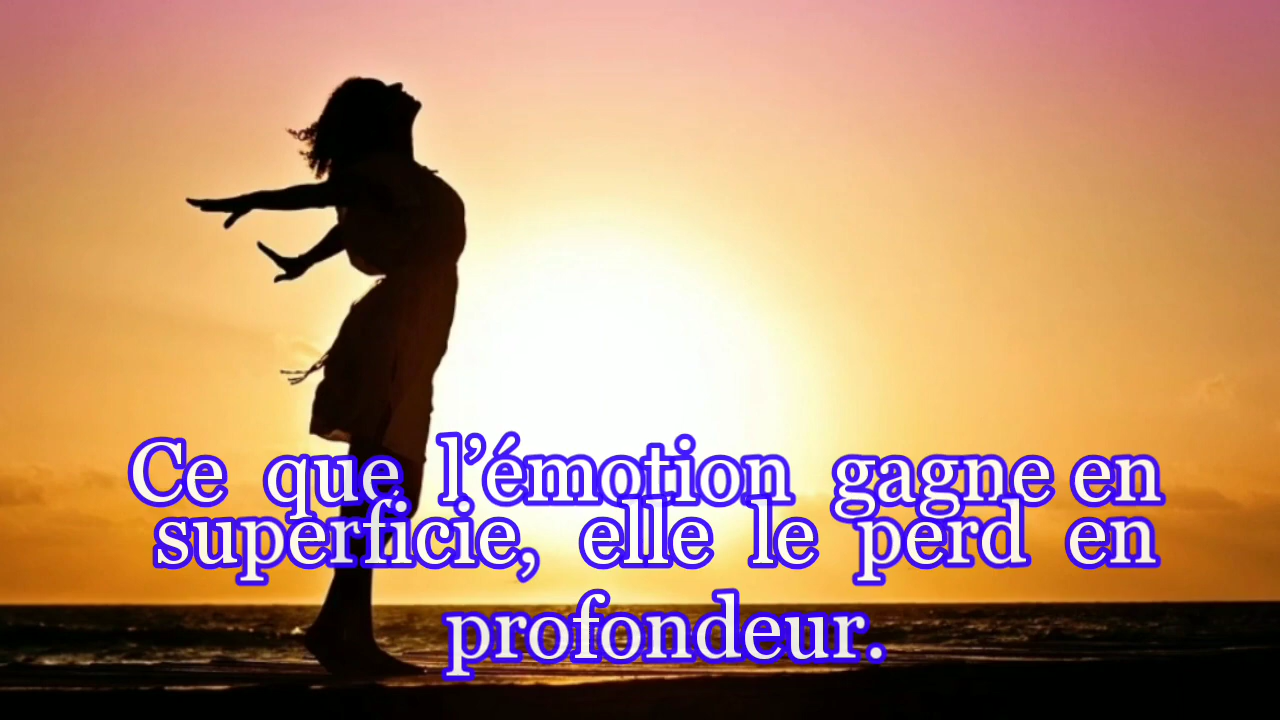 Ce que l’émotion gagne en
superficie, elle le perd en
profondeur.